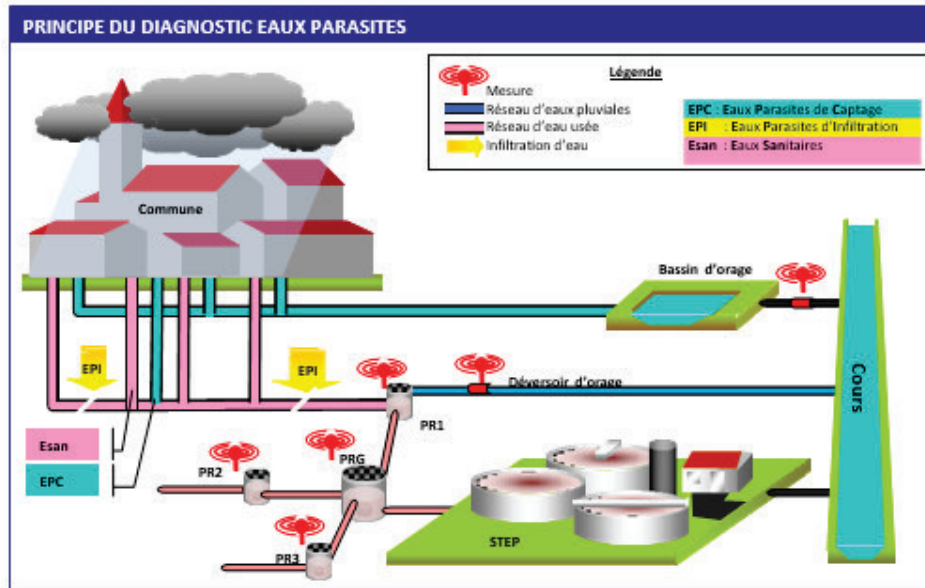 PRINCIPE DU DIAGNOSTIC EAUX PARASITES
Légende
Mesure
Réseau d'eaux pluviales
Réseau d'eau usée
Infiltration d'eau
EPC : Eaux Parasites de Captage
EPI : Eaux Parasites d'Infiltration
Esan : Eaux Sanitaires
Commune
Bassin d'orage
EPI
EPI
Déversoir d'orage
Cours
PR1
Esan
EPC
PR2
PRG
PR3
STEP